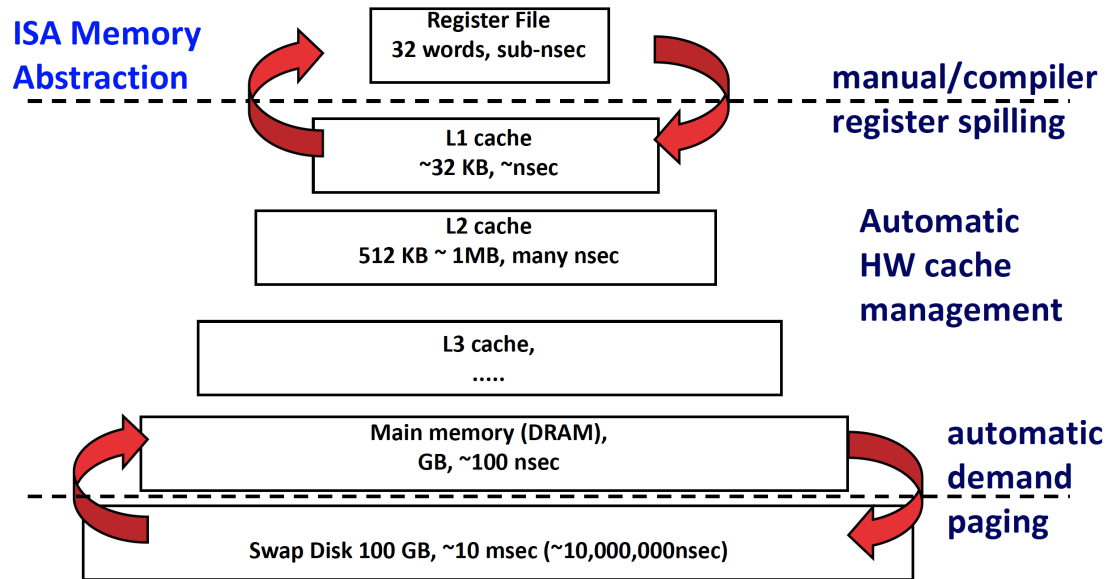 ISA Memory
Abstraction
Register File
32 words, sub-nsec
manual/compiler
register spilling
L1 cache
~32 KB, ~nsec
L2 cache
512 KB ~ 1MB, many nsec
Automatic
HW cache
management
L3 cache,
.....
Main memory (DRAM),
GB, ~100 nsec
automatic
demand
paging
Swap Disk 100 GB, ~10 msec (~10,000,000nsec)